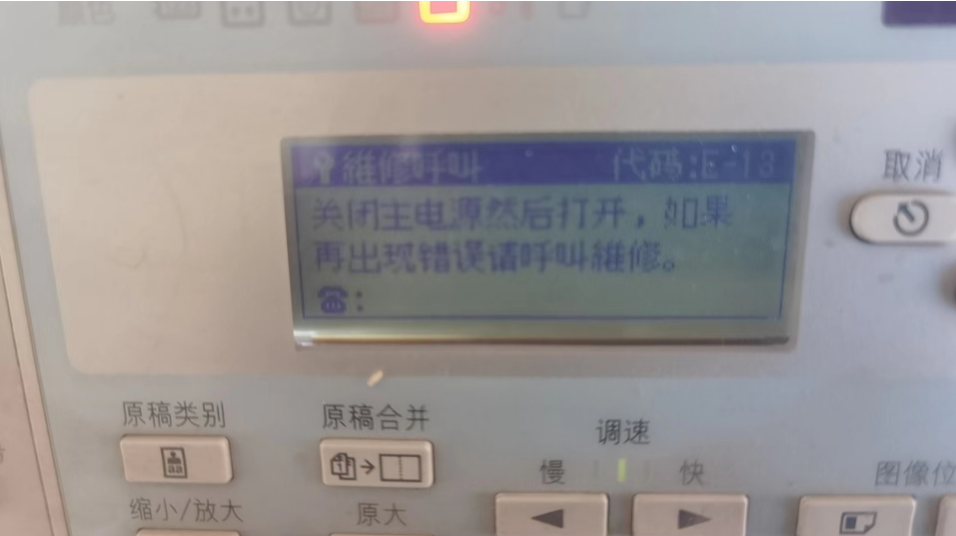 維修呼叫 代码:E-13
关闭主电源然后打开，如果
再出现错误请呼叫維修。
☎:
取消
原稿类别
原稿合并
调速
慢 快
图像位
缩小/放大
原大